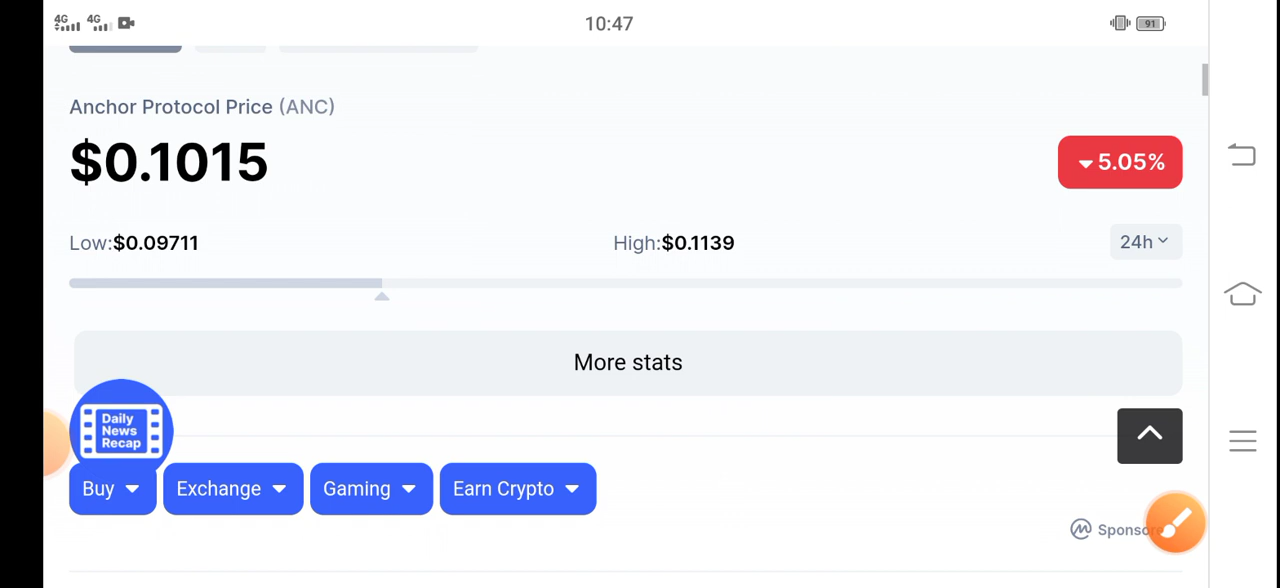 4G 4G 10:47 91
Anchor Protocol Price (ANC)
$0.1015
5.05%
Low:$0.09711 High:$0.1139 24h
More stats
Daily
News
Recap
Buy Exchange Gaming Earn Crypto
Sponsore